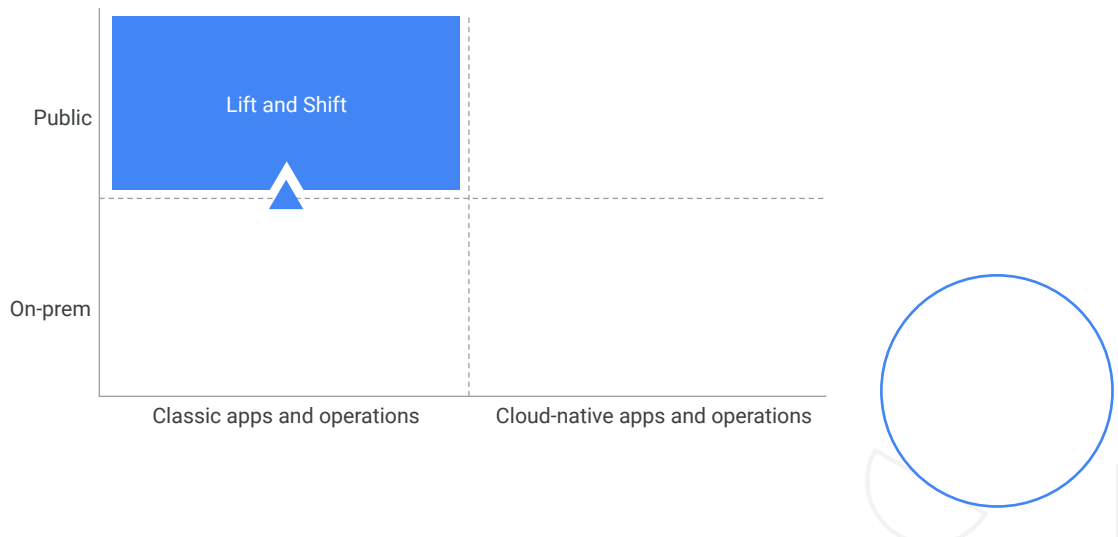 Lift and Shift
Public
On-prem
Classic apps and operations
Cloud-native apps and operations